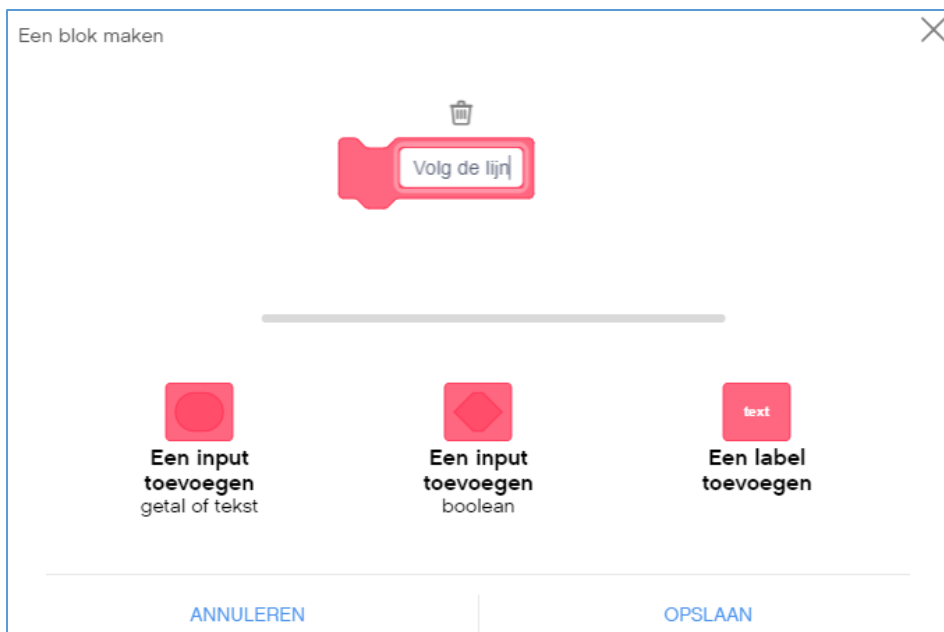 Een blok maken
Volg de lijn
Een input
toevoegen
getal of tekst
Een input
toevoegen
boolean
text
Een label
toevoegen
ANNULEREN
OPSLAAN